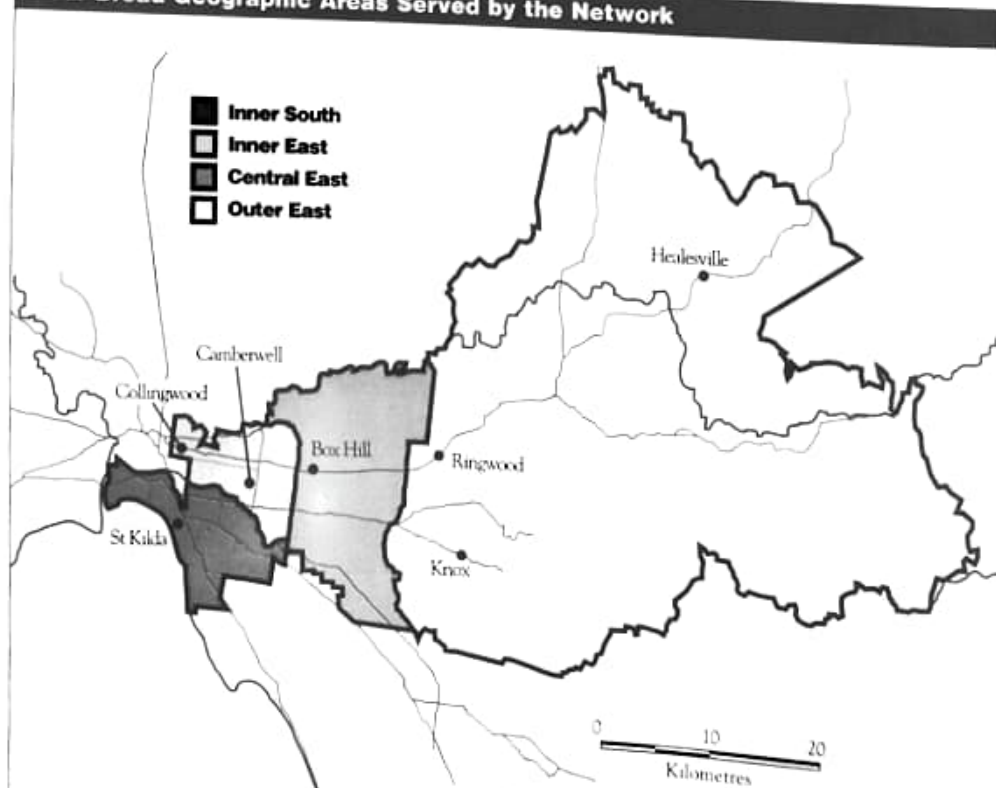 Broad Geographic Areas Served by the Network
Inner South
Inner East
Central East
Outer East
Healesville
Camberwell
Collingwood
Box Hill
Ringwood
St Kilda
Knox
0 10 20
Kilometres